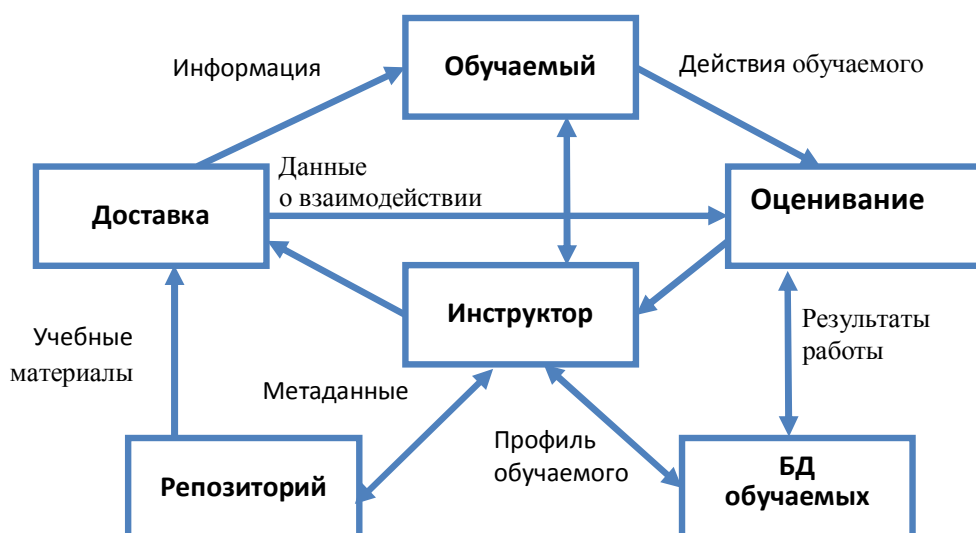 Обучаемый
Информация
Действия обучаемого
Данные
о взаимодействии
Доставка
Оценивание
Инструктор
Учебные
материалы
Результаты
работы
Метаданные
Профиль
обучаемого
Репозиторий
БД
обучаемых